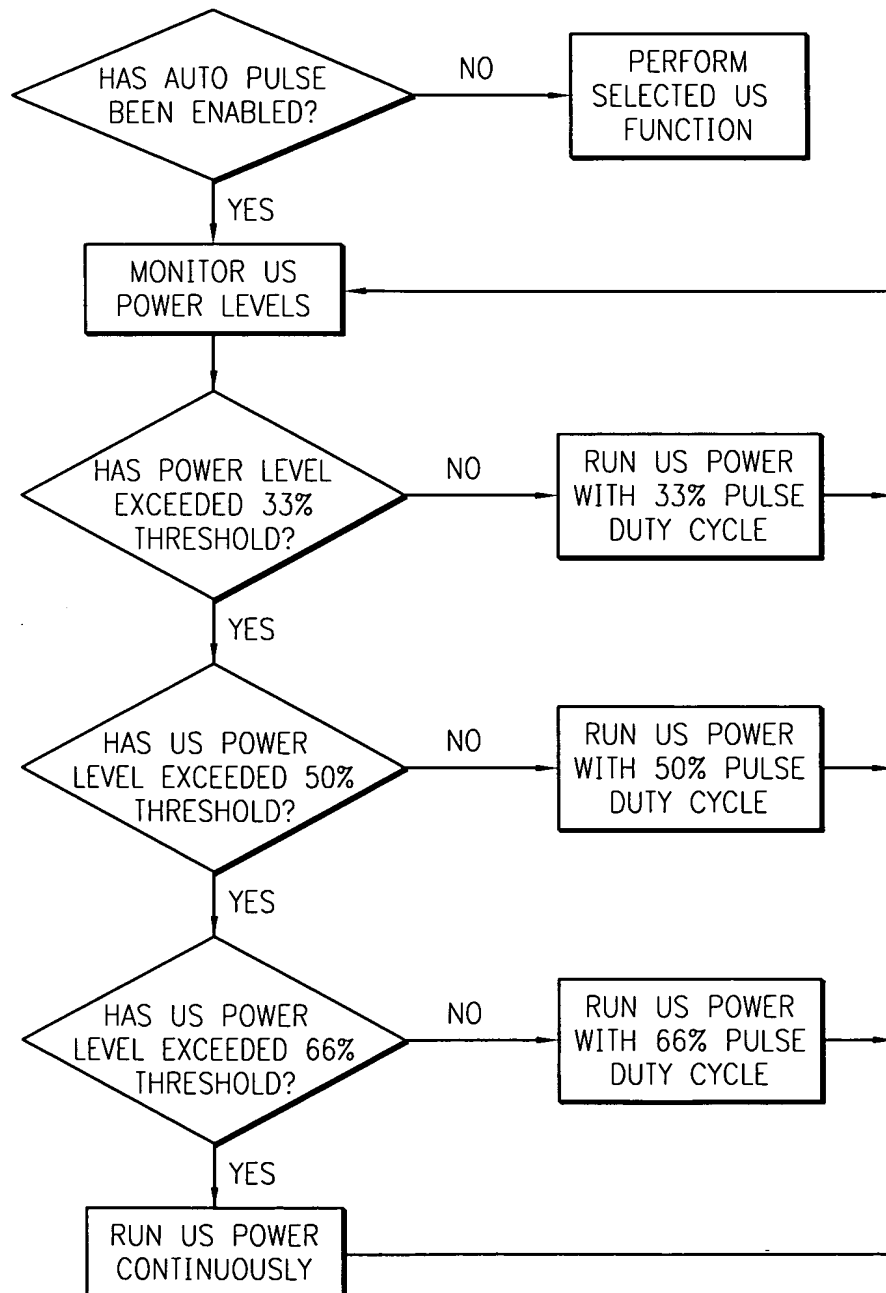 HAS AUTO PULSE
BEEN ENABLED?
NO
PERFORM
SELECTED US
FUNCTION
YES
MONITOR US
POWER LEVELS
HAS POWER LEVEL
EXCEEDED 33%
THRESHOLD?
NO
RUN US POWER
WITH 33% PULSE
DUTY CYCLE
YES
HAS US POWER
LEVEL EXCEEDED 50%
THRESHOLD?
NO
RUN US POWER
WITH 50% PULSE
DUTY CYCLE
YES
HAS US POWER
LEVEL EXCEEDED 66%
THRESHOLD?
NO
RUN US POWER
WITH 66% PULSE
DUTY CYCLE
YES
RUN US POWER
CONTINUOUSLY